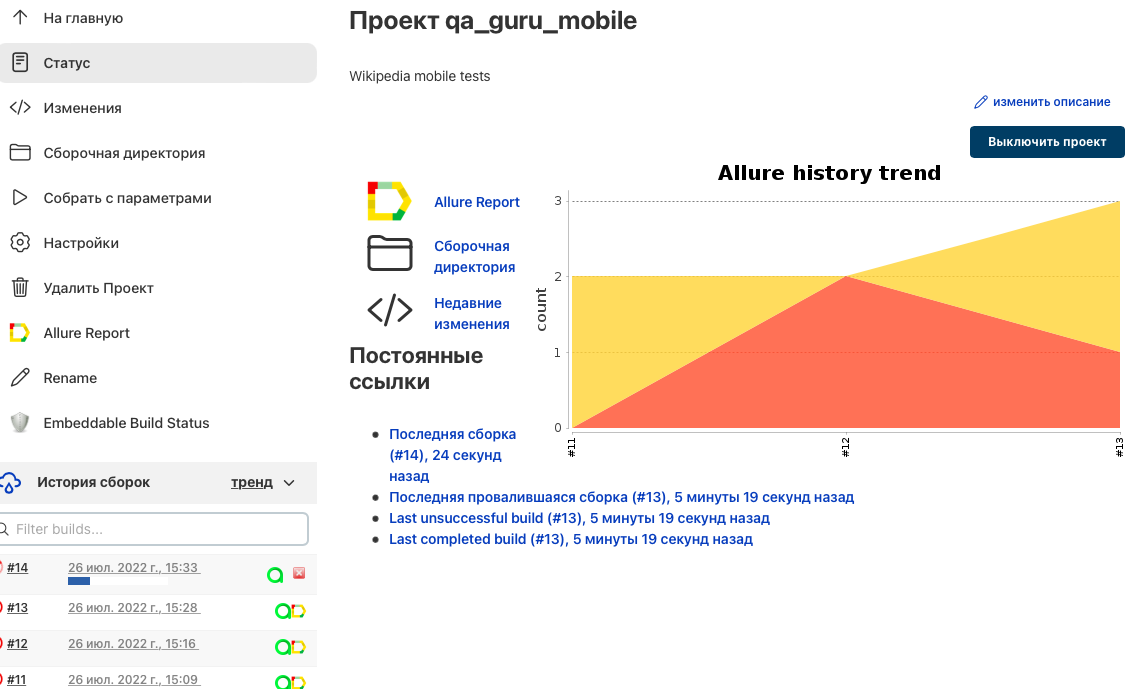 На главную
Статус
Изменения
Сборочная директория
Собрать с параметрами
Настройки
Удалить Проект
Allure Report
Rename
Embeddable Build Status
История сборок
тренд
Filter builds...
#14
26 июл. 2022 г., 15:33
#13
26 июл. 2022 г., 15:28
#12
26 июл. 2022 г., 15:16
#11
26 июл. 2022 г., 15:09
Проект qa_guru_mobile
Wikipedia mobile tests
изменить описание
Выключить проект
Allure Report
Сборочная
директория
Недавние
изменения
Allure history trend
count
3
2
1
0
#11
#12
#13
Постоянные
ссылки
Последняя сборка
(#14), 24 секунд
назад
Последняя провалившаяся сборка (#13), 5 минуты 19 секунд назад
Last unsuccessful build (#13), 5 минуты 19 секунд назад
Last completed build (#13), 5 минуты 19 секунд назад